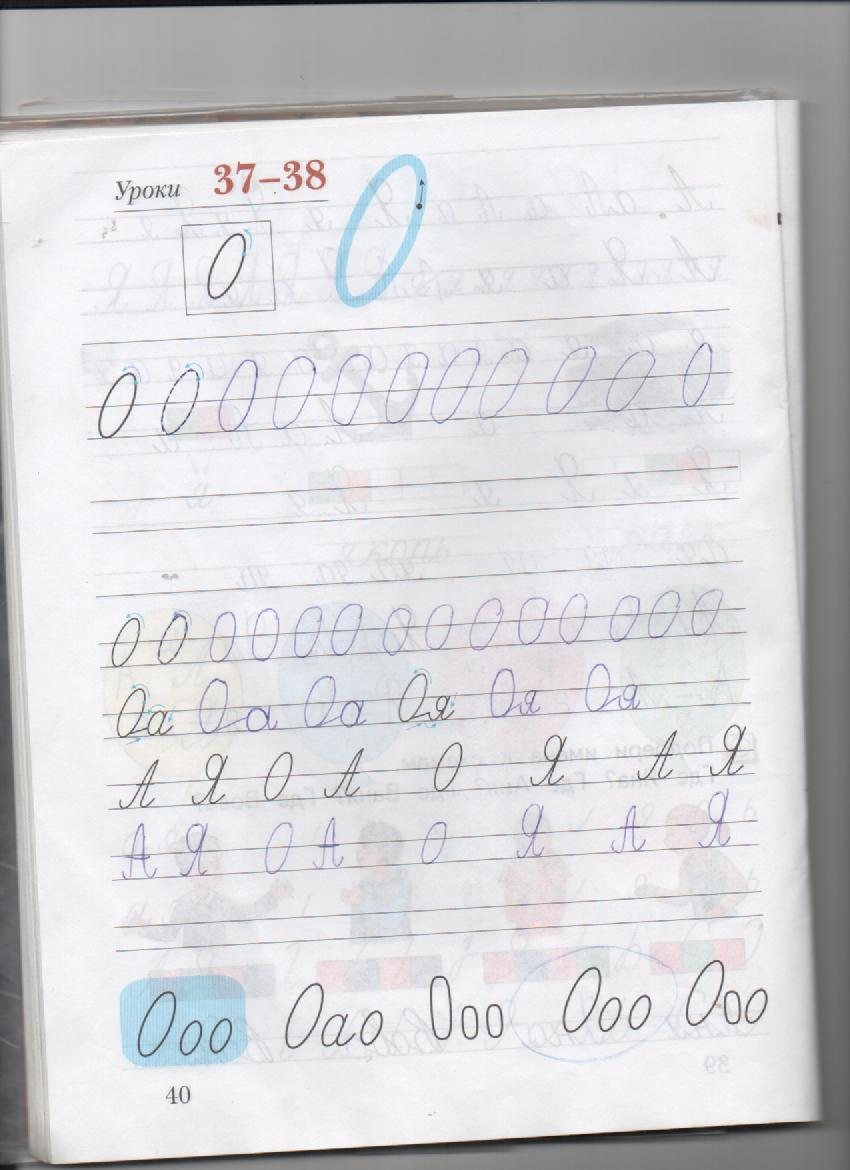 Уроки 37–38
О О
О О О О О О О О О О О
О О О О О О О О О О О О О
Оа Оа Оа Оя Оя Оя
А Я О А О Я А Я
А Я О А О Я А Я
Ооо Оао Ооо Ооо Ооо
40